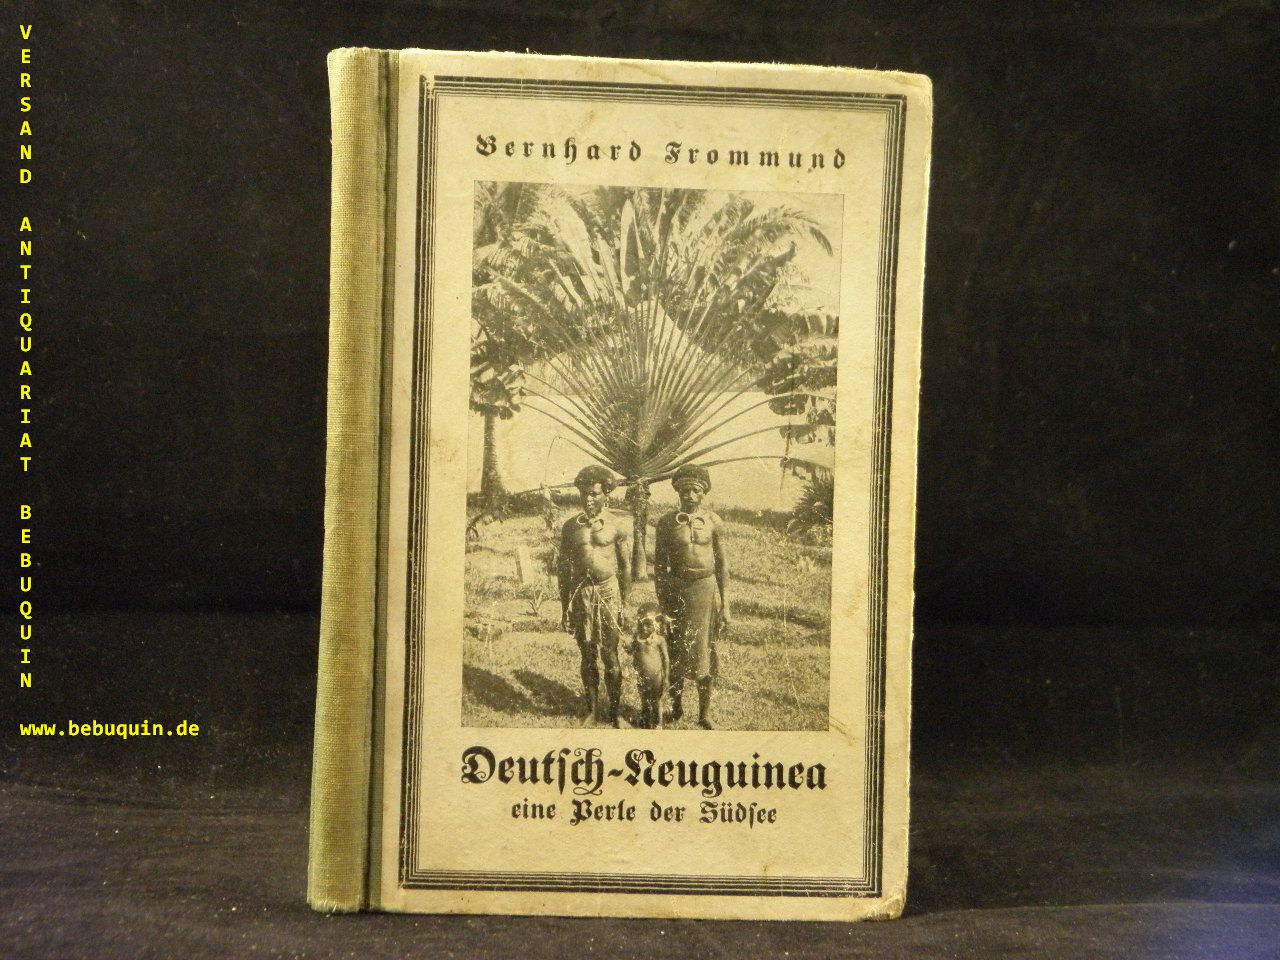 VERSAND ANTIQUARIAT BEBUQUIN
www.bebuquin.de
Bernhard Frommund
Deutſch-Neuguinea
eine Perle der Südſee